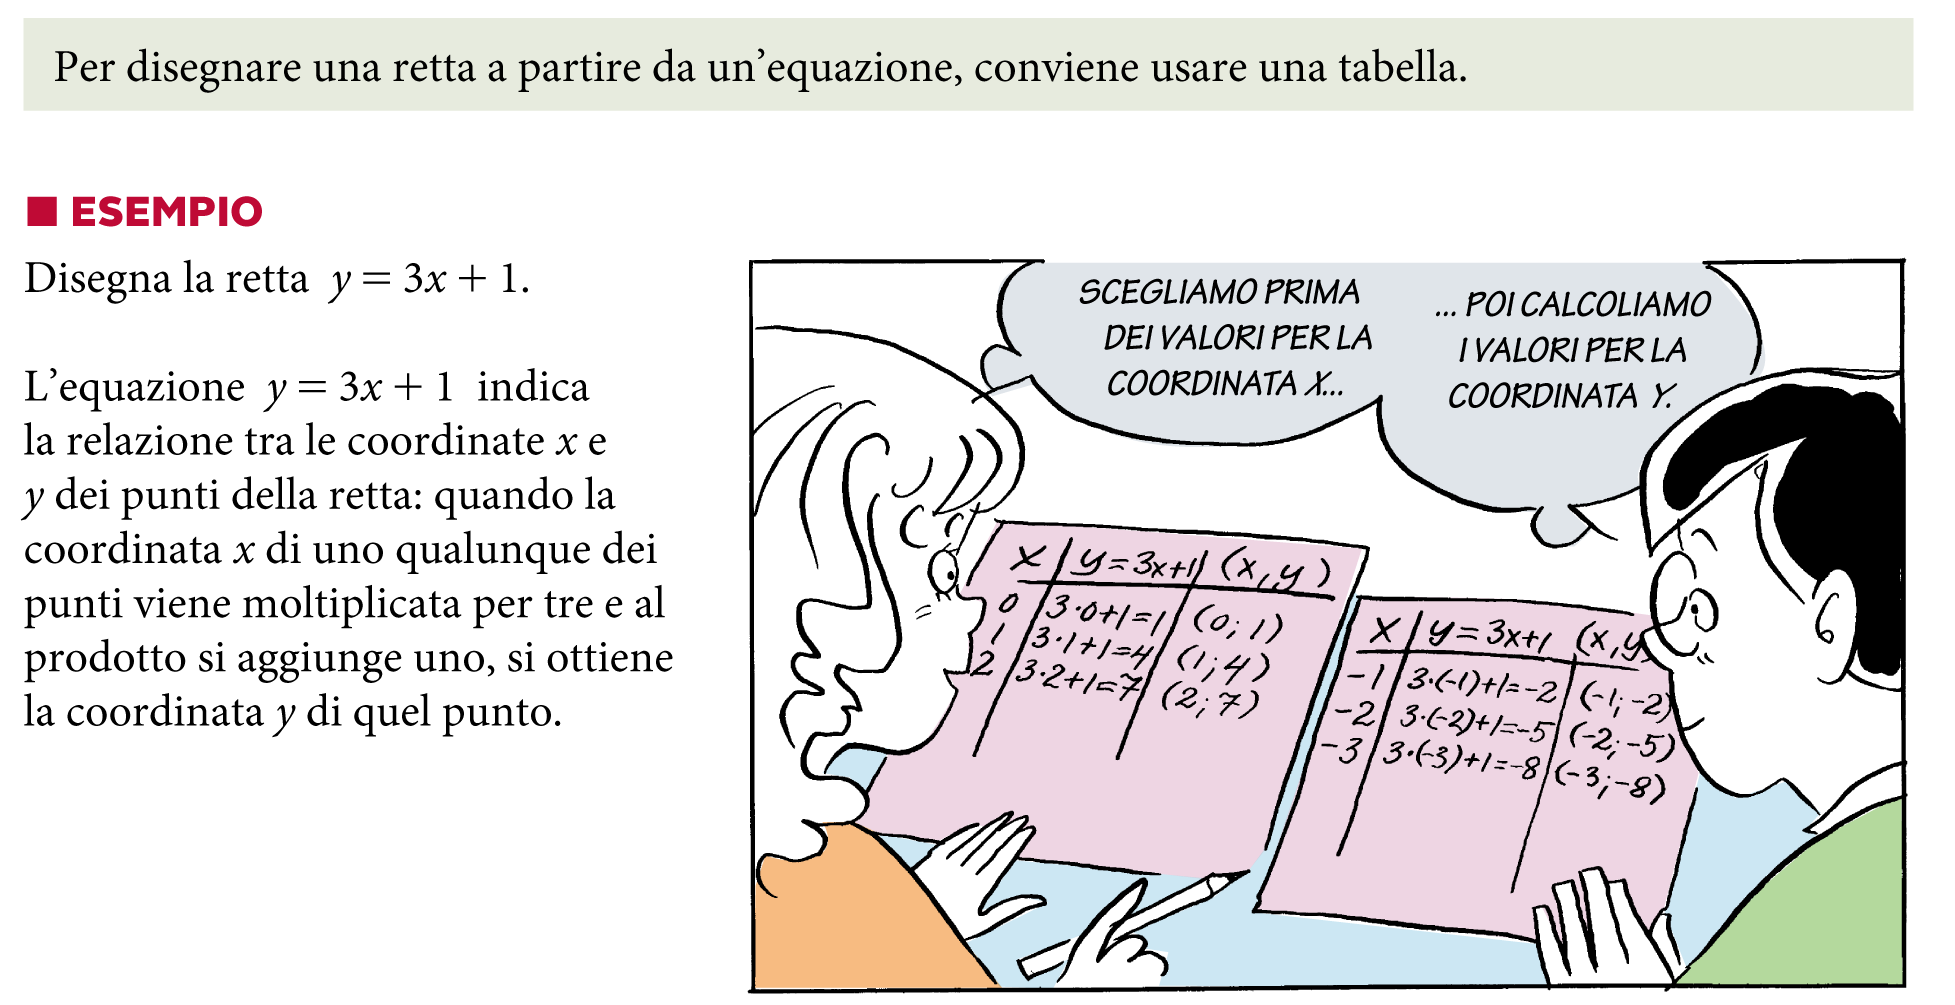 Per disegnare una retta a partire da un’equazione, conviene usare una tabella.
■ ESEMPIO
Disegna la retta y = 3x + 1.
L’equazione y = 3x + 1 indica
la relazione tra le coordinate x e
y dei punti della retta: quando la
coordinata x di uno qualunque dei
punti viene moltiplicata per tre e al
prodotto si aggiunge uno, si ottiene
la coordinata y di quel punto.
SCEGLIAMO PRIMA
DEI VALORI PER LA
COORDINATA X...
... POI CALCOLIAMO
I VALORI PER LA
COORDINATA Y.
x | y=3x+1 | (x,y)
0 | 3·0+1=1 | (0;1)
1 | 3·1+1=4 | (1;4)
2 | 3·2+1=7 | (2;7)
x | y=3x+1 (x,y
-1 | 3·(-1)+1=-2 | (-1;-2)
-2 | 3·(-2)+1=-5 | (-2;-5)
-3 | 3·(-3)+1=-8 | (-3;-8)